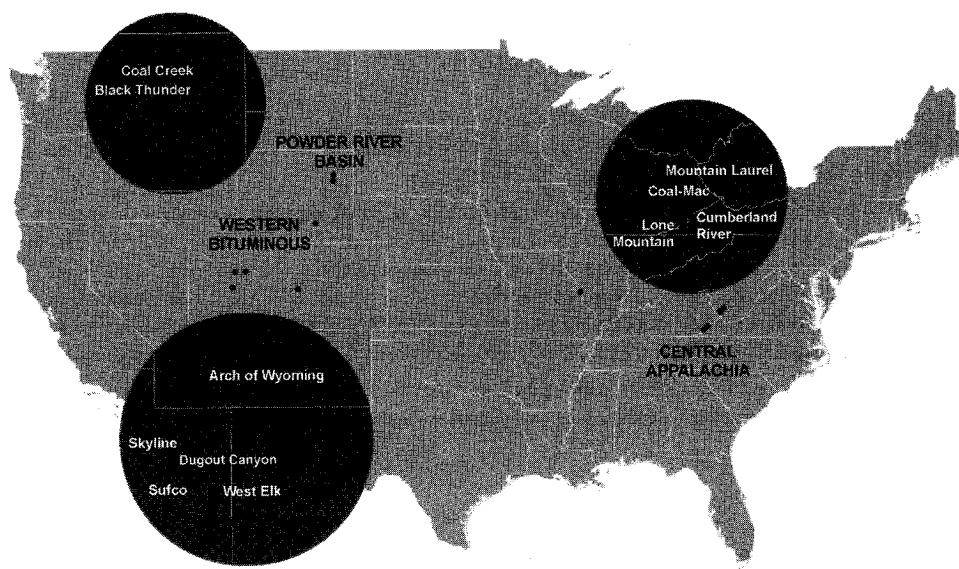 Coal Creek
Black Thunder
POWDER RIVER
BASIN
Mountain Laurel
Coal-Mac
Lone
Mountain
Cumberland
River
WESTERN
BITUMINOUS
CENTRAL
APPALACHIA
Arch of Wyoming
Skyline
Dugout Canyon
Sufco
West Elk